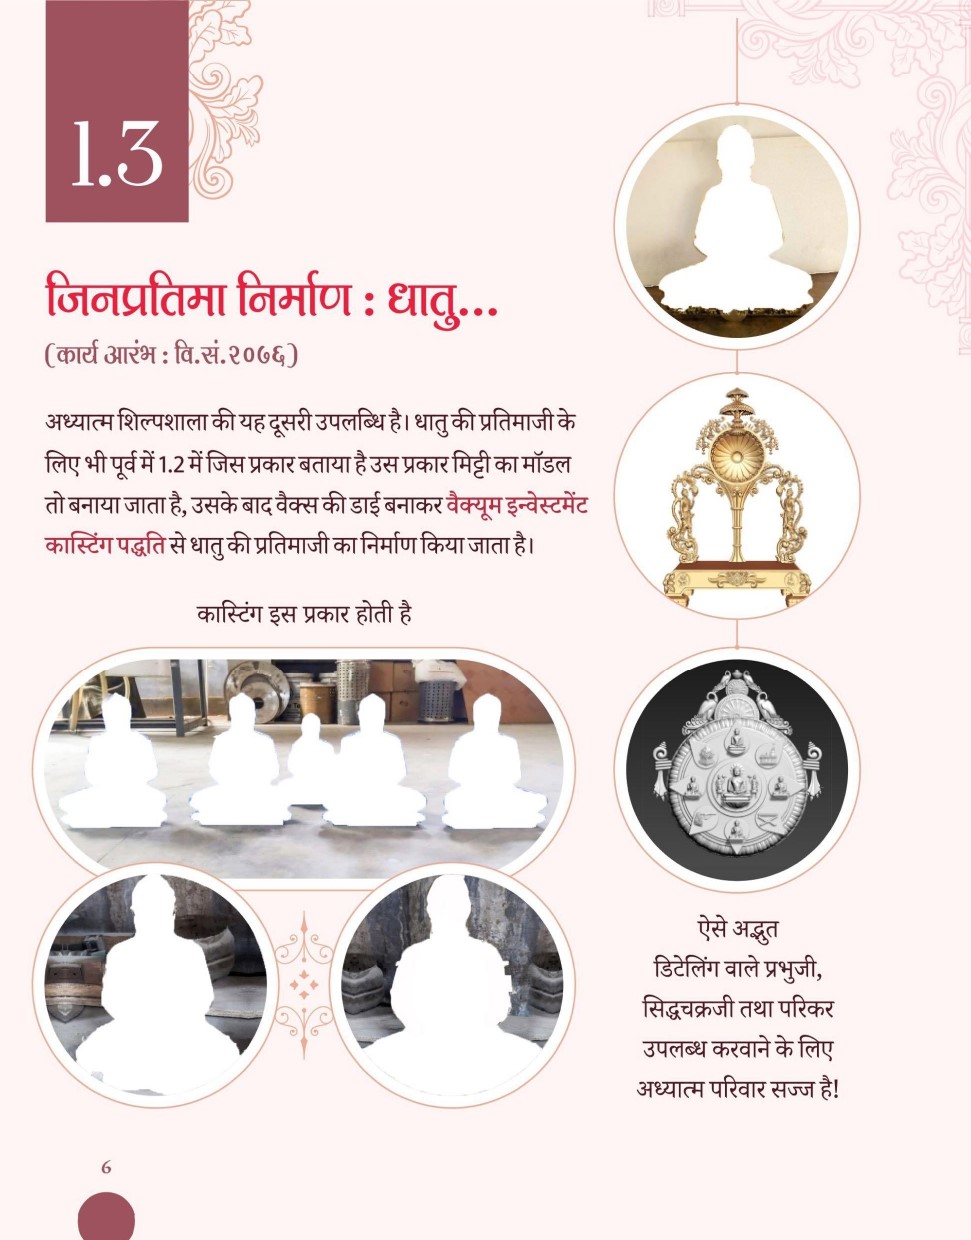 1.3
जिनप्रतिमा निर्माण : धातु...
(कार्य आरंभ : वि.सं.२०७६)
अध्यात्म शिल्पशाला की यह दूसरी उपलब्धि है। धातु की प्रतिमाजी के
लिए भी पूर्व में 1.2 में जिस प्रकार बताया है उस प्रकार मिट्टी का मॉडल
तो बनाया जाता है, उसके बाद वैक्स की डाई बनाकर वैक्यूम इन्वेस्टमेंट
कास्टिंग पद्धति से धातु की प्रतिमाजी का निर्माण किया जाता है।
कास्टिंग इस प्रकार होती है
ऐसे अद्भुत
डिटेलिंग वाले प्रभुजी,
सिद्धचक्रजी तथा परिकर
उपलब्ध करवाने के लिए
अध्यात्म परिवार सज्ज है!
6